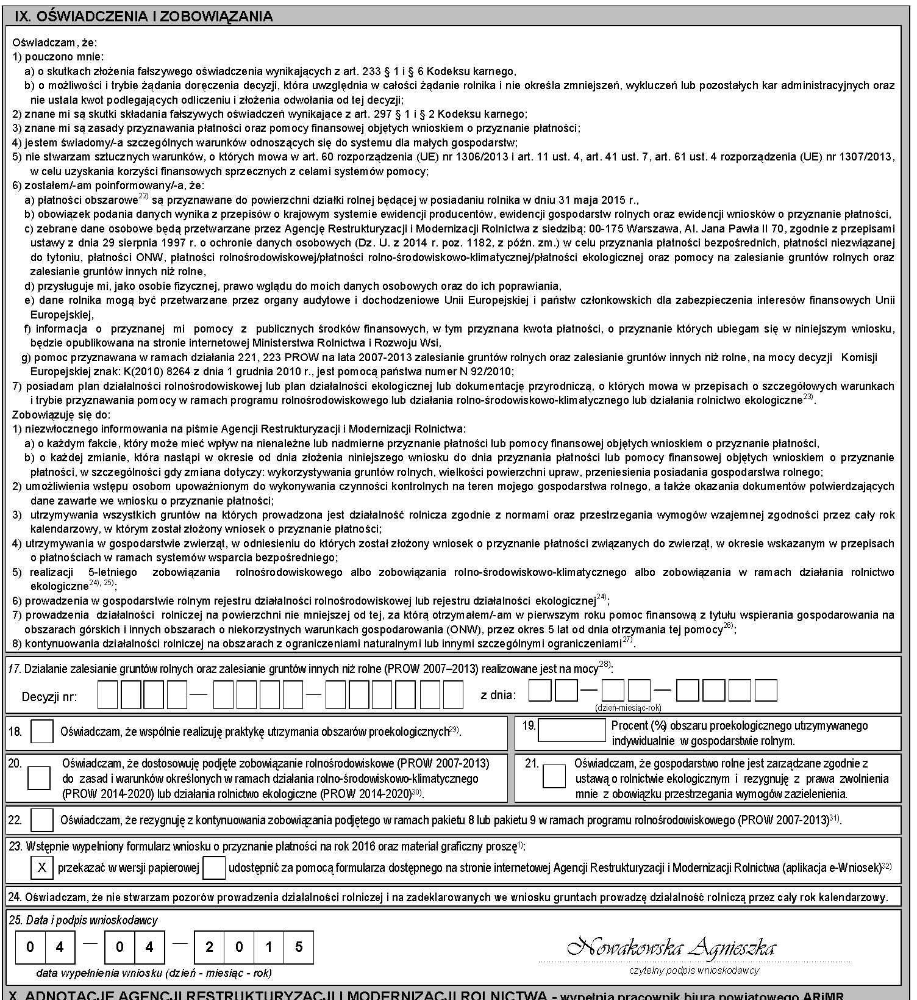 IX. OŚWIADCZENIA I ZOBOWIĄZANIA
Oświadczam, że:
1) pouczono mnie:
a) o skutkach złożenia fałszywego oświadczenia wynikających z art. 233 § 1 i § 6 Kodeksu karnego,
b) o możliwości i trybie żądania doręczenia decyzji, która uwzględnia w całości żądanie rolnika i nie określa zmniejszeń, wykluczeń lub pozostałych kar administracyjnych oraz
nie ustala kwot podlegających odliczeniu i złożenia odwołania od tej decyzji;
2) znane mi są skutki składania fałszywych oświadczeń wynikające z art. 297 § 1 i § 2 Kodeksu karnego;
3) znane mi są zasady przyznawania płatności oraz pomocy finansowej objętych wnioskiem o przyznanie płatności;
4) jestem świadomy/-a szczególnych warunków odnoszących się do systemu dla małych gospodarstw;
5) nie stwarzam sztucznych warunków, o których mowa w art. 60 rozporządzenia (UE) nr 1306/2013 i art. 11 ust. 4, art. 41 ust. 7, art. 61 ust. 4 rozporządzenia (UE) nr 1307/2013,
w celu uzyskania korzyści finansowych sprzecznych z celami systemów pomocy;
6) zostałem/-am poinformowany/-a, że:
a) płatności obszarowe22) są przyznawane do powierzchni działki rolnej będącej w posiadaniu rolnika w dniu 31 maja 2015 r.,
b) obowiązek podania danych wynika z przepisów o krajowym systemie ewidencji producentów, ewidencji gospodarstw rolnych oraz ewidencji wniosków o przyznanie płatności,
c) zebrane dane osobowe będą przetwarzane przez Agencję Restrukturyzacji i Modernizacji Rolnictwa z siedzibą: 00-175 Warszawa, Al. Jana Pawła II 70, zgodnie z przepisami
ustawy z dnia 29 sierpnia 1997 r. o ochronie danych osobowych (Dz. U. z 2014 r. poz. 1182, z późn. zm.) w celu przyznania płatności bezpośrednich, płatności niezwiązanej
do tytoniu, płatności ONW, płatności rolnośrodowiskowej/płatności rolno-środowiskowo-klimatycznej/płatności ekologicznej oraz pomocy na zalesianie gruntów rolnych oraz
zalesianie gruntów innych niż rolne,
d) przysługuje mi, jako osobie fizycznej, prawo wglądu do moich danych osobowych oraz do ich poprawiania,
e) dane rolnika mogą być przetwarzane przez organy audytowe i dochodzeniowe Unii Europejskiej i państw członkowskich dla zabezpieczenia interesów finansowych Unii
Europejskiej,
f) informacja o przyznanej mi pomocy z publicznych środków finansowych, w tym przyznana kwota płatności, o przyznanie których ubiegam się w niniejszym wniosku,
będzie opublikowana na stronie internetowej Ministerstwa Rolnictwa i Rozwoju Wsi,
g) pomoc przyznawana w ramach działania 221, 223 PROW na lata 2007-2013 zalesianie gruntów rolnych oraz zalesianie gruntów innych niż rolne, na mocy decyzji Komisji
Europejskiej znak: K(2010) 8264 z dnia 1 grudnia 2010 r., jest pomocą państwa numer N 92/2010;
7) posiadam plan działalności rolnośrodowiskowej lub plan działalności ekologicznej lub dokumentację przyrodniczą, o których mowa w przepisach o szczegółowych warunkach
i trybie przyznawania pomocy w ramach programu rolnośrodowiskowego lub działania rolno-środowiskowo-klimatycznego lub działania rolnictwo ekologiczne23).
Zobowiązuję się do:
1) niezwłocznego informowania na piśmie Agencji Restrukturyzacji i Modernizacji Rolnictwa:
a) o każdym fakcie, który może mieć wpływ na nienależne lub nadmierne przyznanie płatności lub pomocy finansowej objętych wnioskiem o przyznanie płatności,
b) o każdej zmianie, która nastąpi w okresie od dnia złożenia niniejszego wniosku do dnia przyznania płatności lub pomocy finansowej objętych wnioskiem o przyznanie
płatności, w szczególności gdy zmiana dotyczy: wykorzystywania gruntów rolnych, wielkości powierzchni upraw, przeniesienia posiadania gospodarstwa rolnego;
2) umożliwienia wstępu osobom upoważnionym do wykonywania czynności kontrolnych na teren mojego gospodarstwa rolnego, a także okazania dokumentów potwierdzających
dane zawarte we wniosku o przyznanie płatności;
3) utrzymywania wszystkich gruntów na których prowadzona jest działalność rolnicza zgodnie z normami oraz przestrzegania wymogów wzajemnej zgodności przez cały rok
kalendarzowy, w którym został złożony wniosek o przyznanie płatności;
4) utrzymywania w gospodarstwie zwierząt, w odniesieniu do których został złożony wniosek o przyznanie płatności związanych do zwierząt, w okresie wskazanym w przepisach
o płatnościach w ramach systemów wsparcia bezpośredniego;
5) realizacji 5-letniego zobowiązania rolnośrodowiskowego albo zobowiązania rolno-środowiskowo-klimatycznego albo zobowiązania w ramach działania rolnictwo
ekologiczne24), 25);
6) prowadzenia w gospodarstwie rolnym rejestru działalności rolnośrodowiskowej lub rejestru działalności ekologicznej24);
7) prowadzenia działalności rolniczej na powierzchni nie mniejszej od tej, za którą otrzymałem/-am w pierwszym roku pomoc finansową z tytułu wspierania gospodarowania na
obszarach górskich i innych obszarach o niekorzystnych warunkach gospodarowania (ONW), przez okres 5 lat od dnia otrzymania tej pomocy26);
8) kontynuowania działalności rolniczej na obszarach z ograniczeniami naturalnymi lub innymi szczególnymi ograniczeniami27).
17. Działanie zalesianie gruntów rolnych oraz zalesianie gruntów innych niż rolne (PROW 2007–2013) realizowane jest na mocy28):
Decyzji nr: — — z dnia: — —
(dzień-miesiąc-rok)
18. Oświadczam, że wspólnie realizuję praktykę utrzymania obszarów proekologicznych29).
19. Procent (%) obszaru proekologicznego utrzymywanego
indywidualnie w gospodarstwie rolnym.
20. Oświadczam, że dostosowuję podjęte zobowiązanie rolnośrodowiskowe (PROW 2007-2013)
do zasad i warunków określonych w ramach działania rolno-środowiskowo-klimatycznego
(PROW 2014-2020) lub działania rolnictwo ekologiczne (PROW 2014-2020)30).
21. Oświadczam, że gospodarstwo rolne jest zarządzane zgodnie z
ustawą o rolnictwie ekologicznym i rezygnuję z prawa zwolnienia
mnie z obowiązku przestrzegania wymogów zazielenienia.
22. Oświadczam, że rezygnuję z kontynuowania zobowiązania podjętego w ramach pakietu 8 lub pakietu 9 w ramach programu rolnośrodowiskowego (PROW 2007-2013)31).
23. Wstępnie wypełniony formularz wniosku o przyznanie płatności na rok 2016 oraz materiał graficzny proszę1):
X przekazać w wersji papierowej udostępnić za pomocą formularza dostępnego na stronie internetowej Agencji Restrukturyzacji i Modernizacji Rolnictwa (aplikacja e-Wniosek)32)
24. Oświadczam, że nie stwarzam pozorów prowadzenia działalności rolniczej i na zadeklarowanych we wniosku gruntach prowadzę działalność rolniczą przez cały rok kalendarzowy.
25. Data i podpis wnioskodawcy
0 4 — 0 4 — 2 0 1 5
Nowakowska Agnieszka
data wypełnienia wniosku (dzień - miesiąc - rok)
czytelny podpis wnioskodawcy
X. ADNOTACJE AGENCJI RESTRUKTURYZACJI I MODERNIZACJI ROLNICTWA - wypełnia pracownik biura powiatowego ARiMR